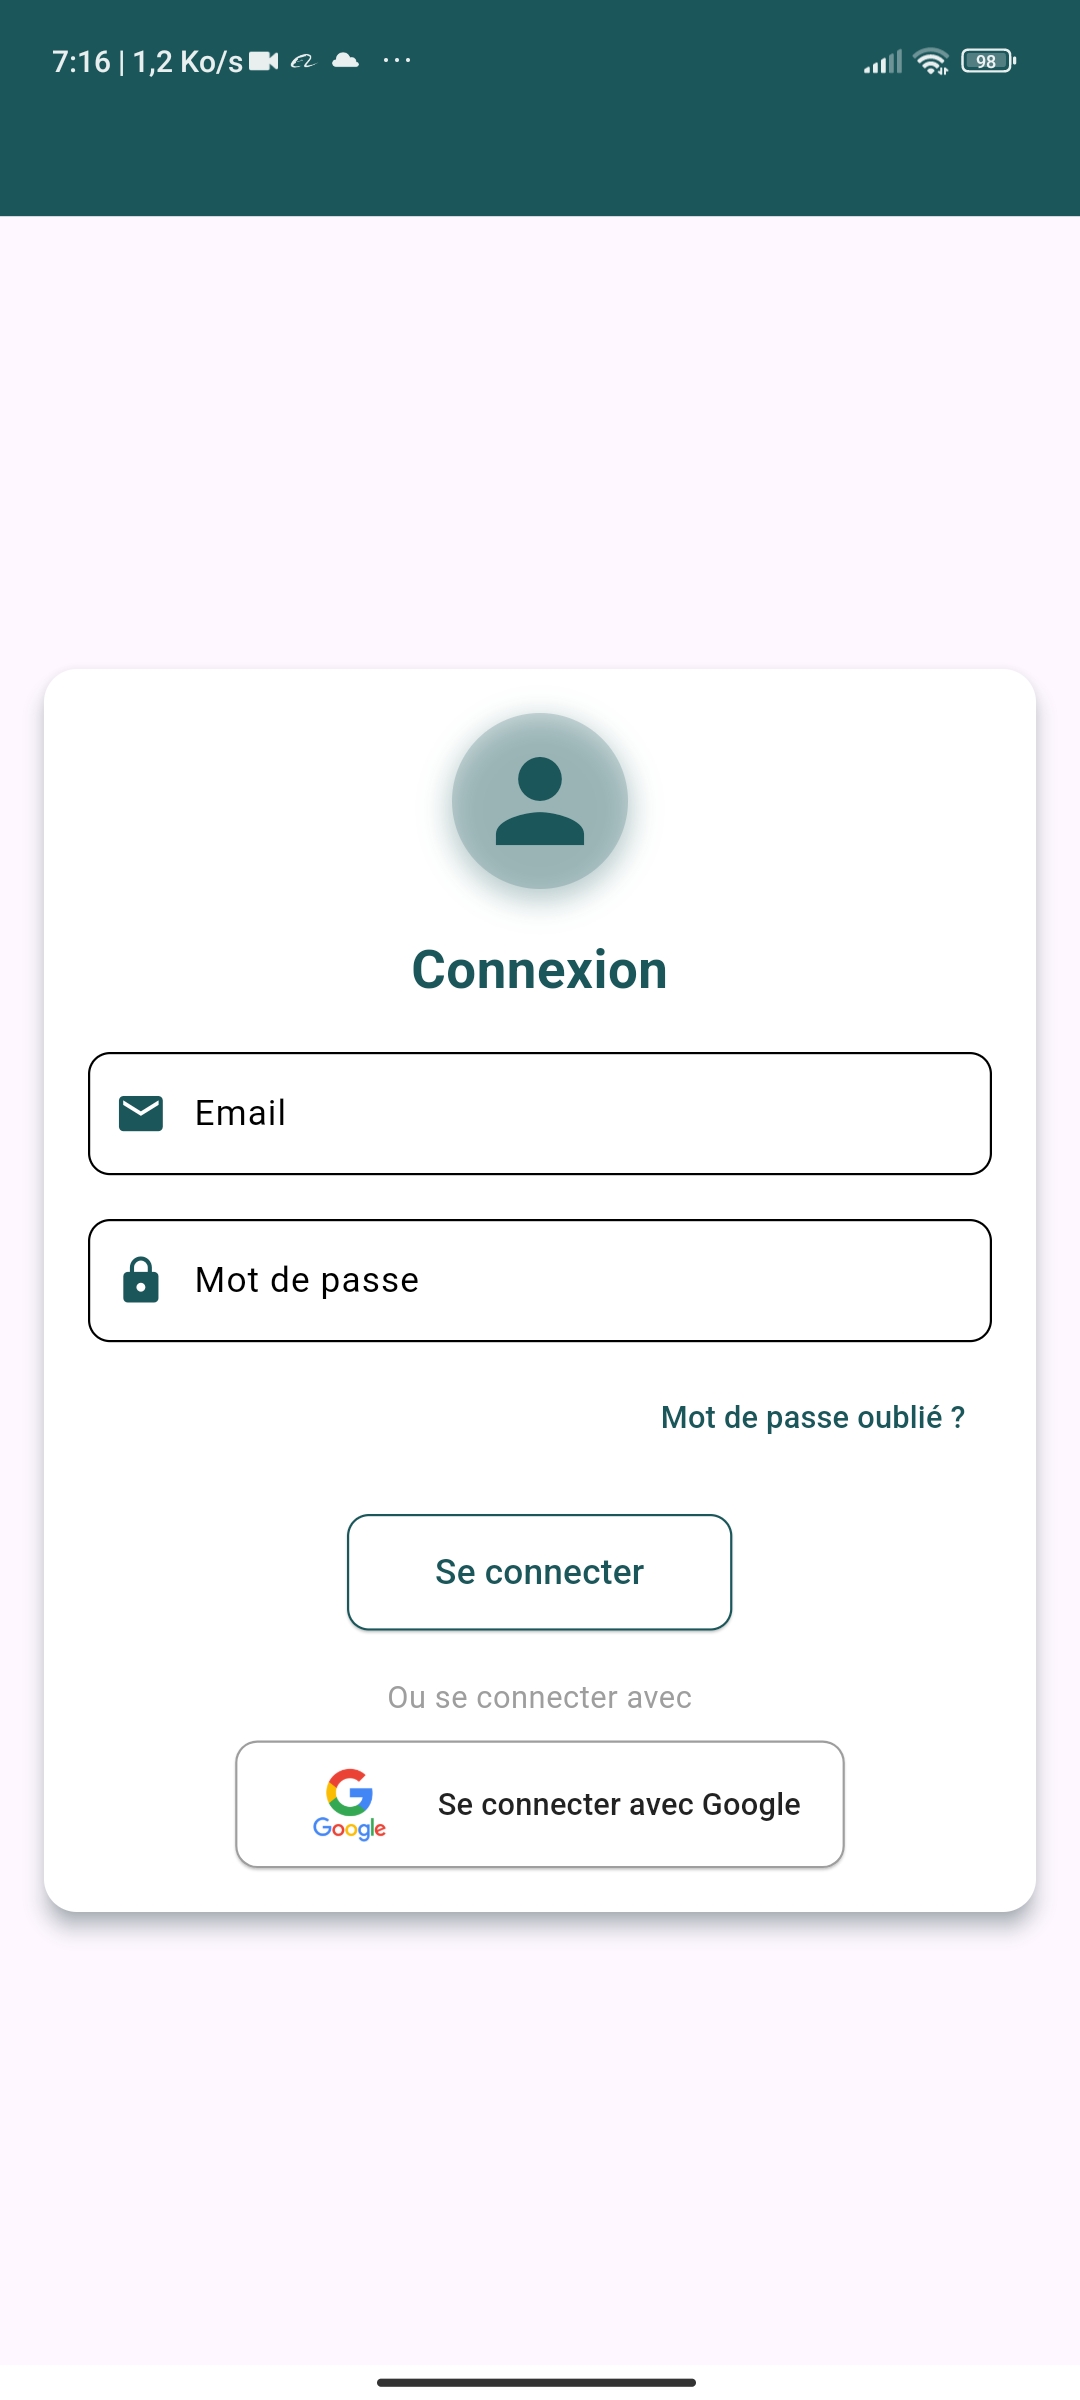 7:16 | 1,2 Ko/s ... 98
Connexion
Email
Mot de passe
Mot de passe oublié ?
Se connecter
Ou se connecter avec
Google
Se connecter avec Google